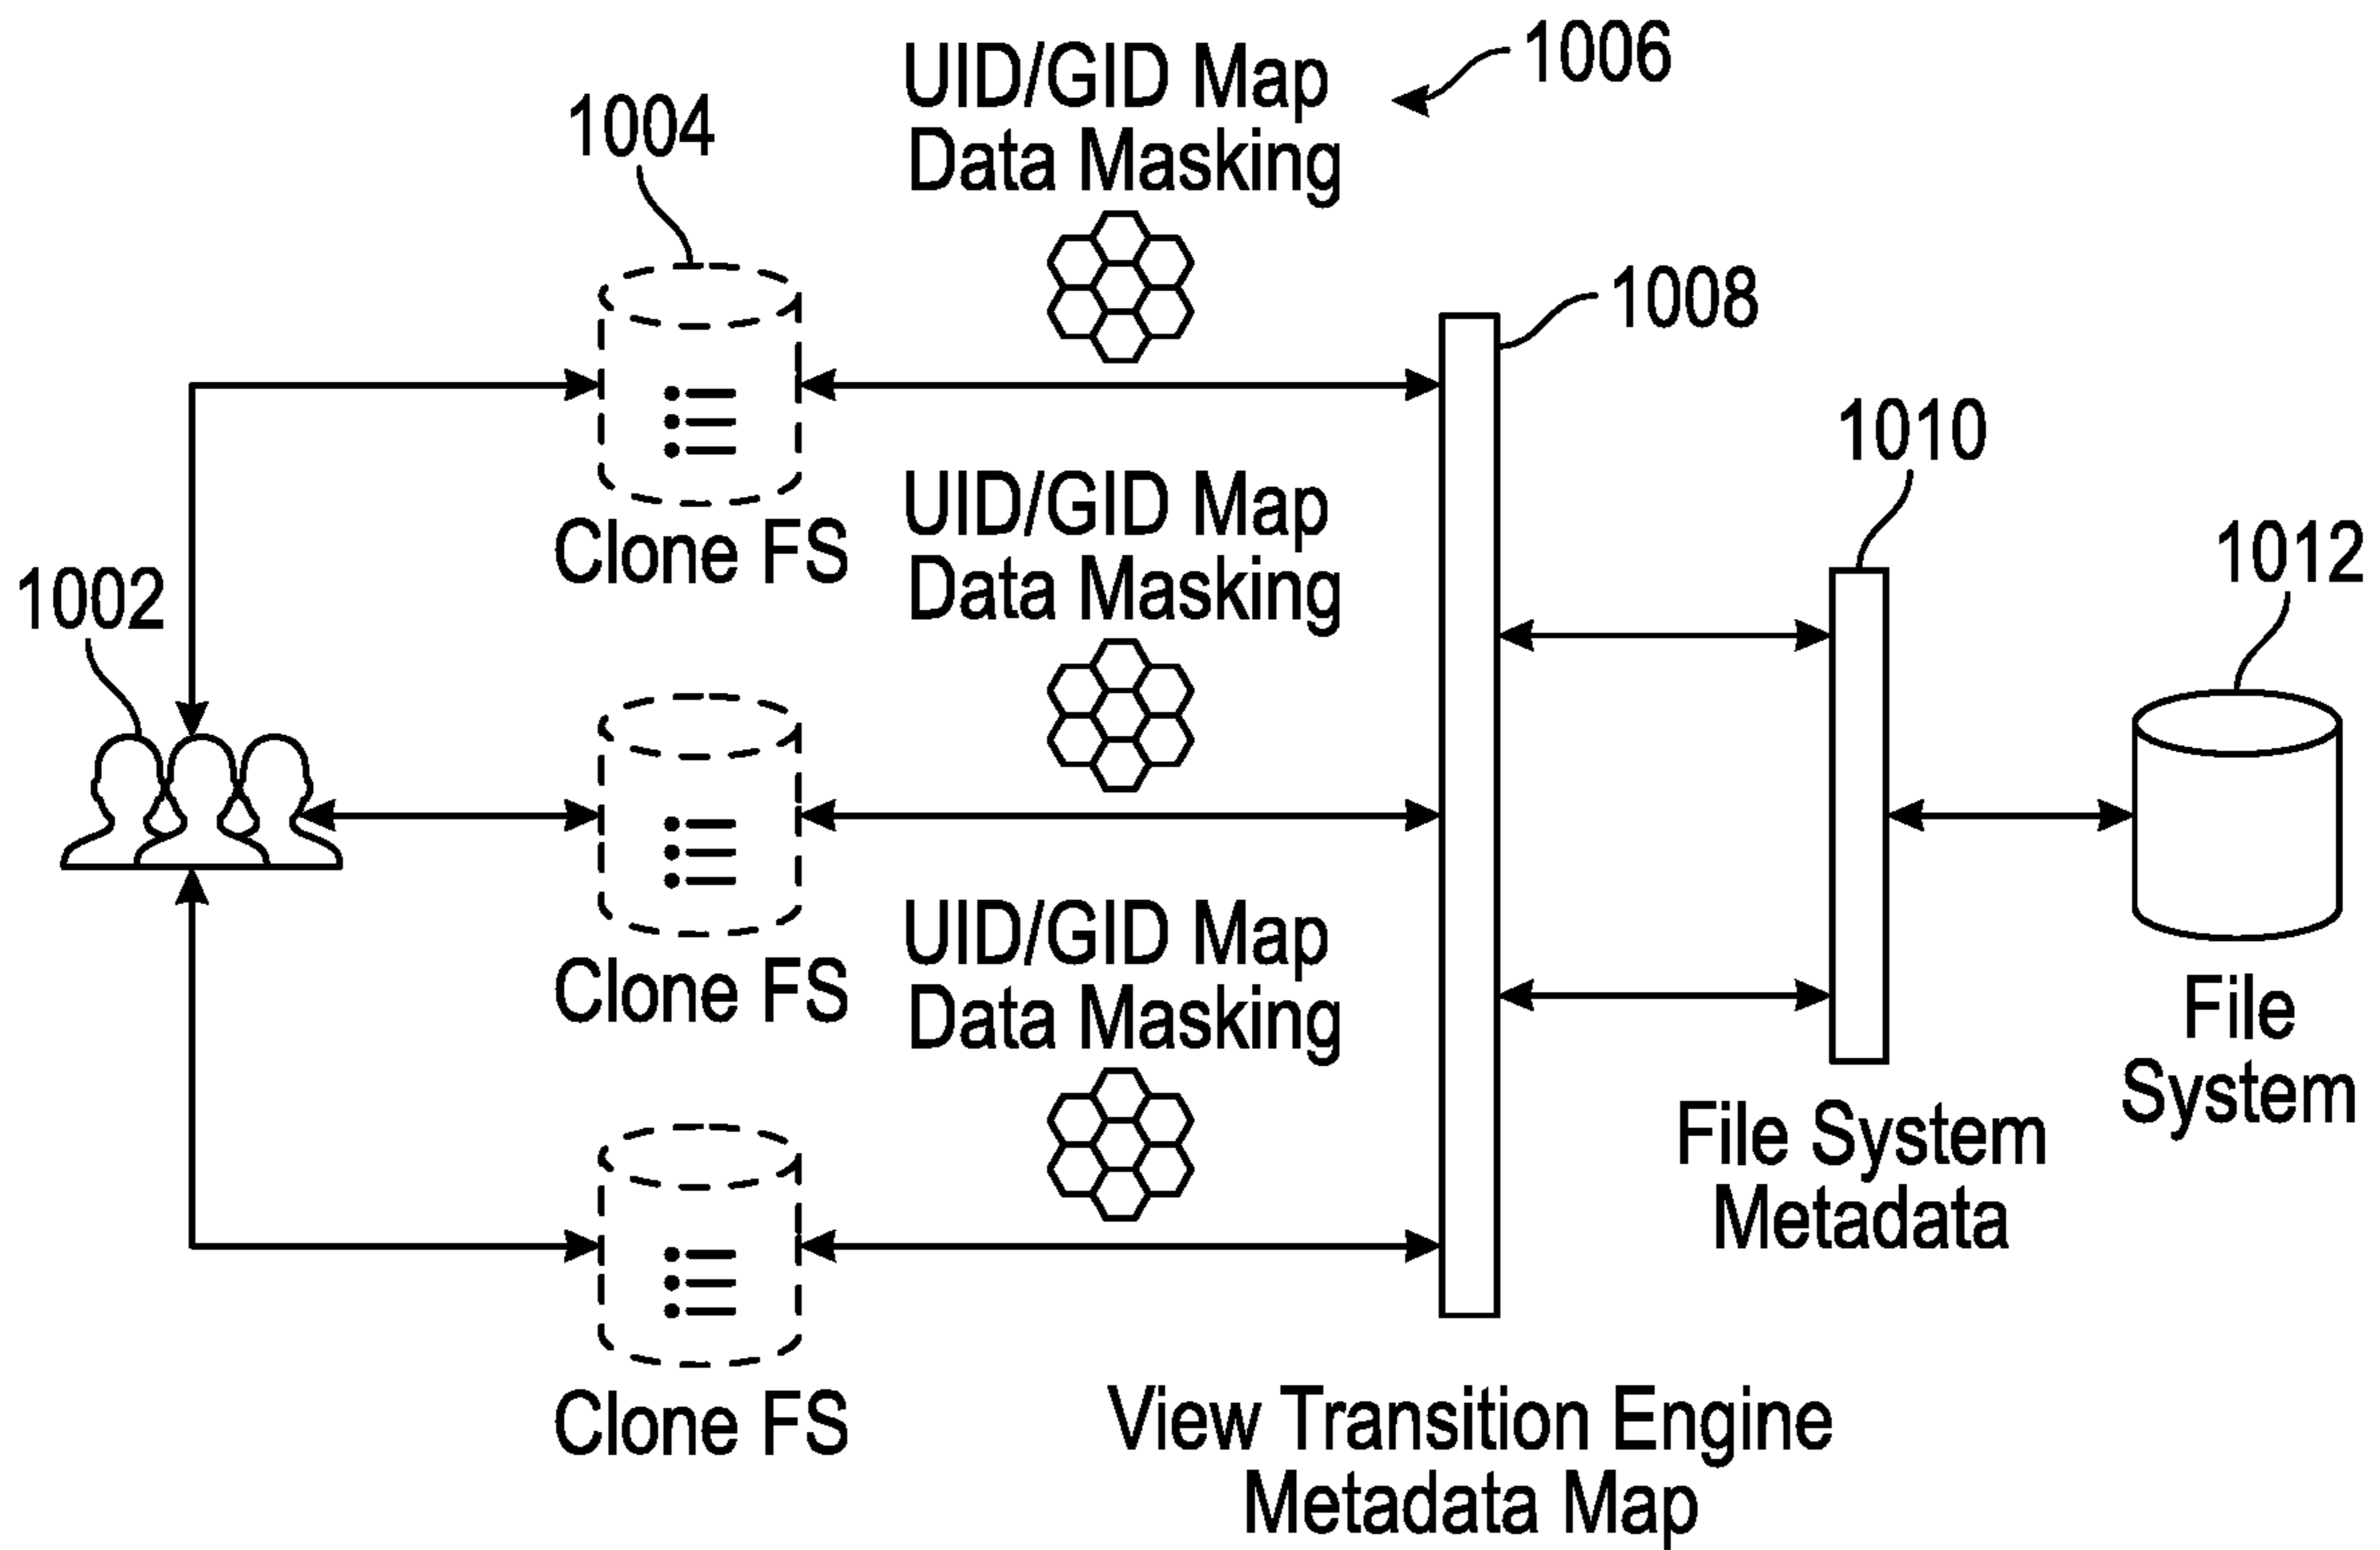 UID/GID Map
Data Masking
1006
1004
1008
Clone FS
UID/GID Map
Data Masking
1010
1002
1012
Clone FS
UID/GID Map
Data Masking
File
System
File System
Metadata
Clone FS
View Transition Engine
Metadata Map